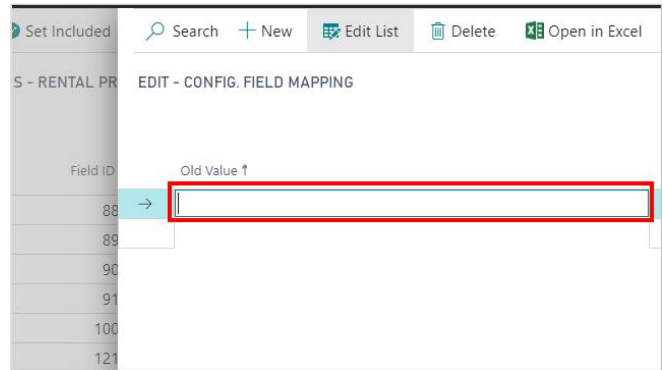 Set Included Search + New Edit List Delete Open in Excel
S - RENTAL PR EDIT - CONFIG. FIELD MAPPING
Field ID Old Value ↑
→ 88
89
90
91
100
121